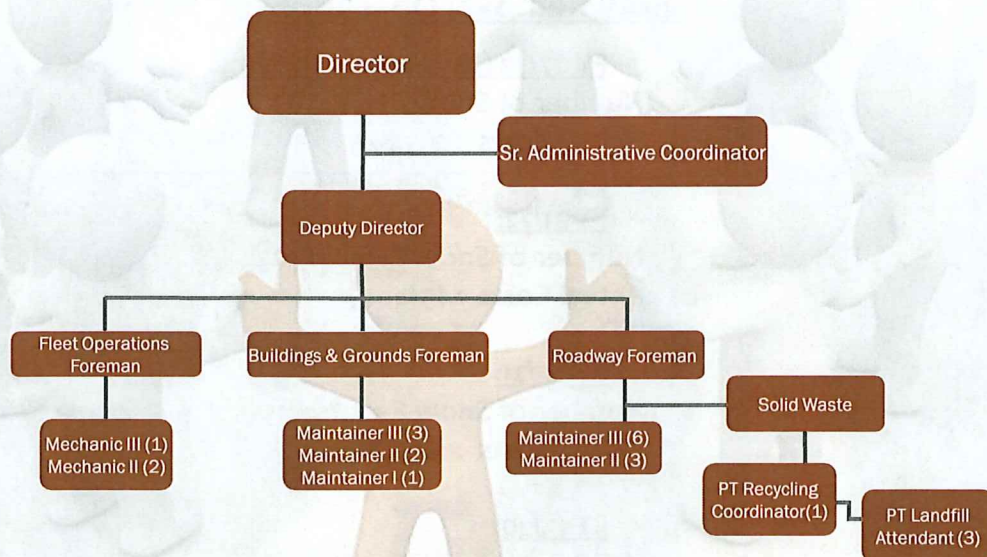 Director
Sr. Administrative Coordinator
Deputy Director
Fleet Operations
Foreman
Buildings & Grounds Foreman
Roadway Foreman
Mechanic III (1)
Mechanic II (2)
Maintainer III (3)
Maintainer II (2)
Maintainer I (1)
Maintainer III (6)
Maintainer II (3)
Solid Waste
PT Recycling
Coordinator(1)
PT Landfill
Attendant (3)